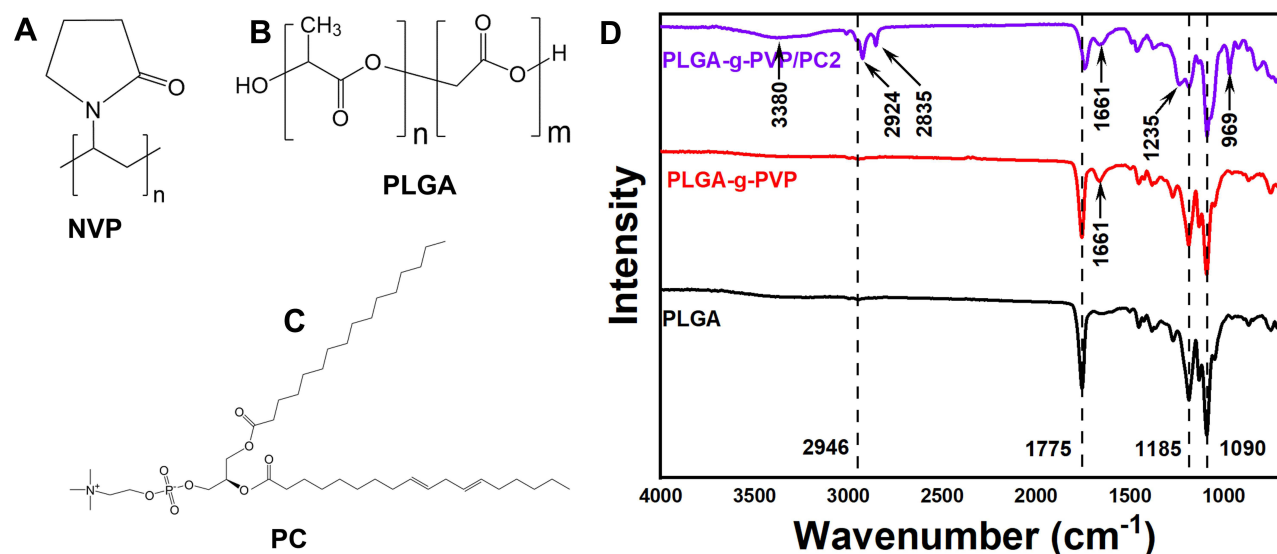 A
N
O
n
NVP
B
CH3
HO
O
O
n
O
O
H
m
PLGA
C
O
O
O
O
N+
O
P
O
O
O
PC
D
PLGA-g-PVP/PC2
3380
2924
2835
1661
1235
969
PLGA-g-PVP
1661
PLGA
2946
1775
1185
1090
Intensity
4000 3500 3000 2500 2000 1500 1000
Wavenumber (cm-1)